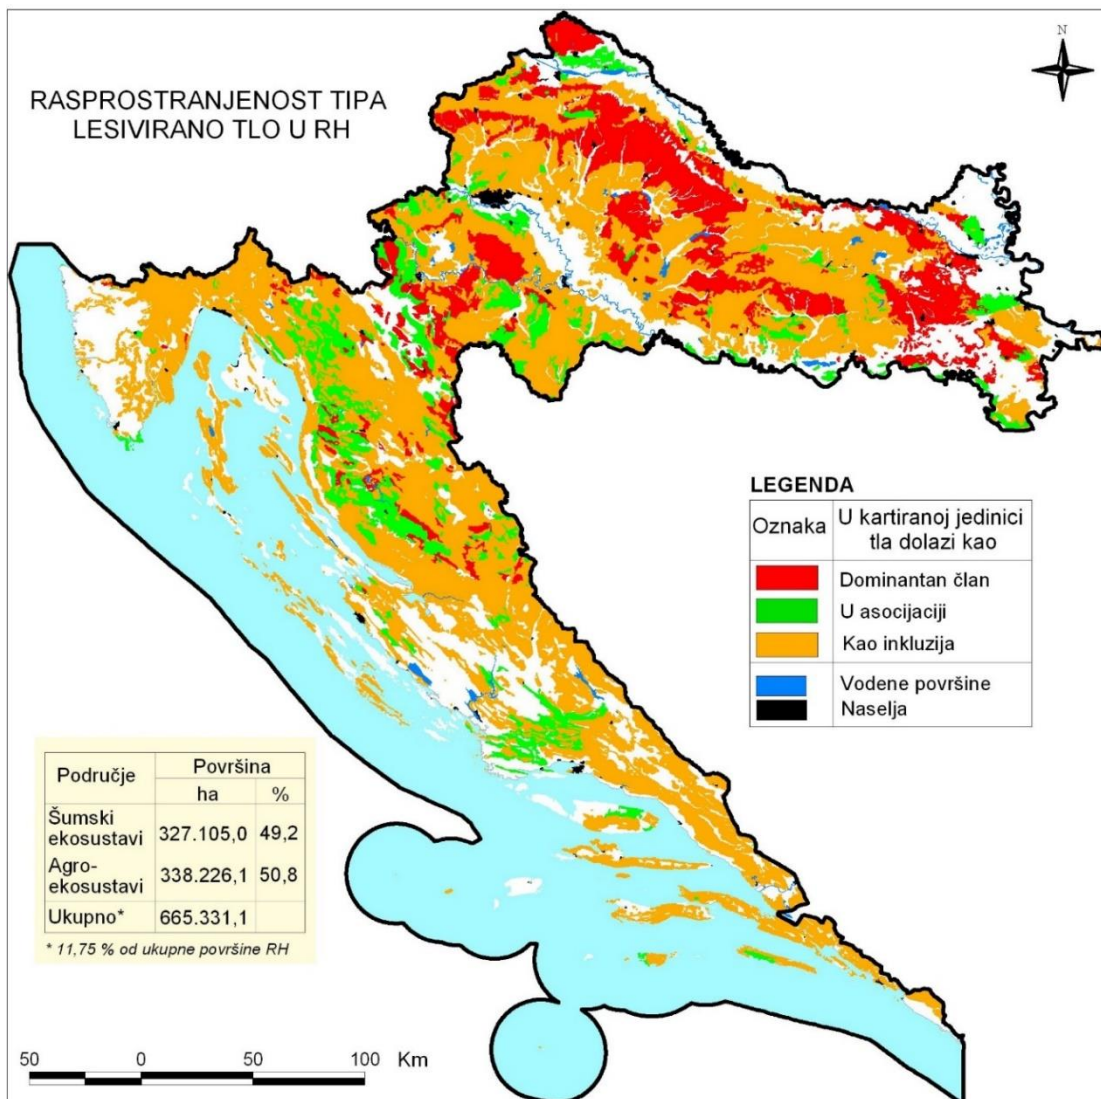 N
RASPROSTRANJENOST TIPA
LESIVIRANO TLO U RH
LEGENDA
Oznaka
U kartiranoj jedinici
tla dolazi kao
Dominantan član
U asocijaciji
Kao inkluzija
Vodene površine
Naselja
Područje
Površina
ha %
Šumski
ekosustavi 327.105,0 49,2
Agro-
ekosustavi 338.226,1 50,8
Ukupno* 665.331,1
* 11,75 % od ukupne površine RH
50 0 50 100 Km